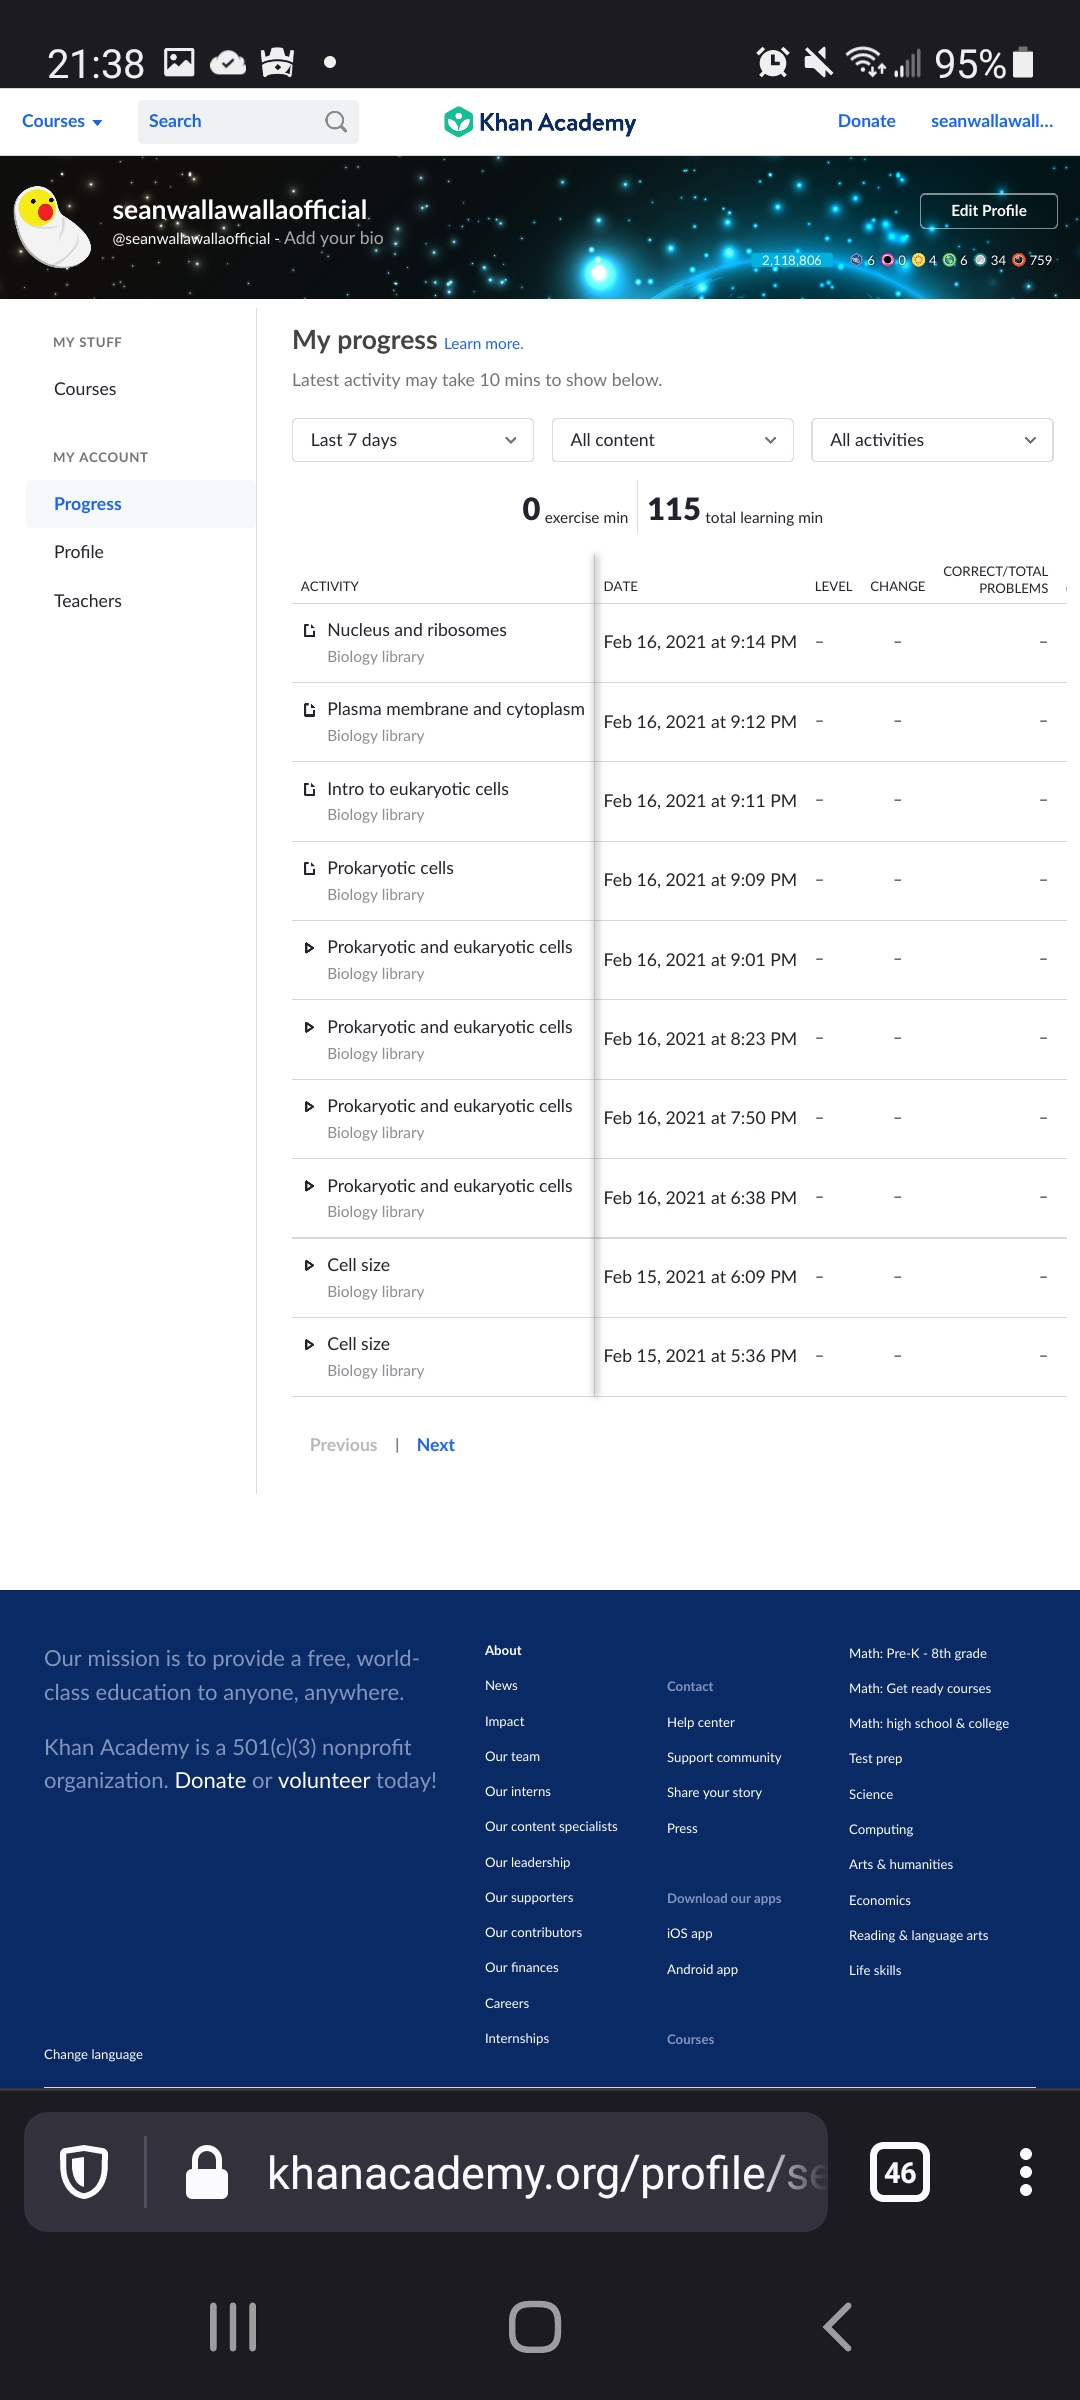 21:38
95%
Courses
Search
Khan Academy
Donate
seanwallawall...
seanwallawallaofficial
@seanwallawallaofficial - Add your bio
Edit Profile
2,118,806
6 0 4 6 34 759
MY STUFF
Courses
MY ACCOUNT
Progress
Profile
Teachers
My progress Learn more.
Latest activity may take 10 mins to show below.
Last 7 days
All content
All activities
0 exercise min
115 total learning min
ACTIVITY DATE LEVEL CHANGE CORRECT/TOTAL PROBLEMS
Nucleus and ribosomes
Biology library
Feb 16, 2021 at 9:14 PM – – –
Plasma membrane and cytoplasm
Biology library
Feb 16, 2021 at 9:12 PM – – –
Intro to eukaryotic cells
Biology library
Feb 16, 2021 at 9:11 PM – – –
Prokaryotic cells
Biology library
Feb 16, 2021 at 9:09 PM – – –
Prokaryotic and eukaryotic cells
Biology library
Feb 16, 2021 at 9:01 PM – – –
Prokaryotic and eukaryotic cells
Biology library
Feb 16, 2021 at 8:23 PM – – –
Prokaryotic and eukaryotic cells
Biology library
Feb 16, 2021 at 7:50 PM – – –
Prokaryotic and eukaryotic cells
Biology library
Feb 16, 2021 at 6:38 PM – – –
Cell size
Biology library
Feb 15, 2021 at 6:09 PM – – –
Cell size
Biology library
Feb 15, 2021 at 5:36 PM – – –
Previous | Next
Our mission is to provide a free, world-
class education to anyone, anywhere.
Khan Academy is a 501(c)(3) nonprofit
organization. Donate or volunteer today!
Change language
About
News
Impact
Our team
Our interns
Our content specialists
Our leadership
Our supporters
Our contributors
Our finances
Careers
Internships
Contact
Help center
Support community
Share your story
Press
Download our apps
iOS app
Android app
Courses
Math: Pre-K - 8th grade
Math: Get ready courses
Math: high school & college
Test prep
Science
Computing
Arts & humanities
Economics
Reading & language arts
Life skills
khanacademy.org/profile/se
46